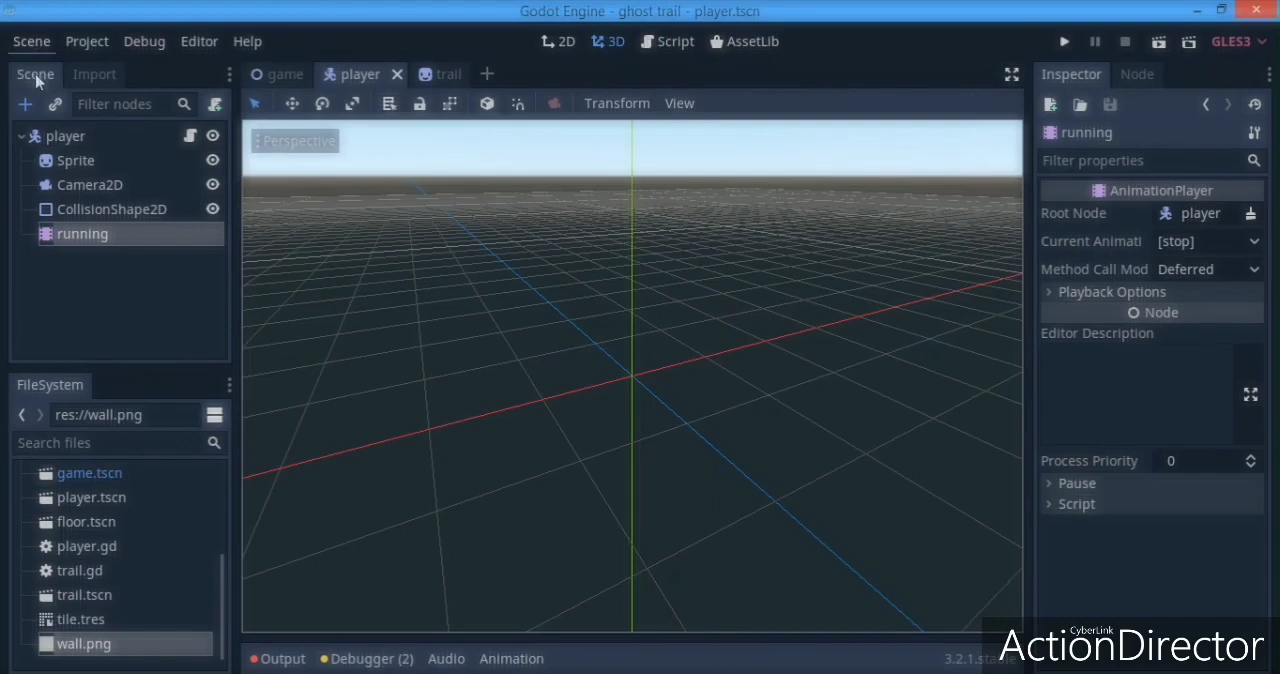 Godot Engine - ghost trail - player.tscn
Scene Project Debug Editor Help
2D 3D Script AssetLib
GLES3
Scene Import
game player trail
Inspector Node
Filter nodes
Transform View
running
Perspective
Filter properties
player
Sprite
Camera2D
CollisionShape2D
running
AnimationPlayer
Root Node player
Current Animati [stop]
Method Call Mod Deferred
Playback Options
Node
Editor Description
Process Priority 0
Pause
Script
FileSystem
res://wall.png
Search files
game.tscn
player.tscn
floor.tscn
player.gd
trail.gd
trail.tscn
tile.tres
wall.png
Output Debugger (2) Audio Animation
3.2.1.stable
CyberLink
ActionDirector